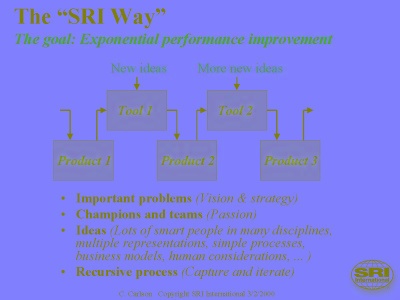 The “SRI Way”
The goal: Exponential performance improvement
New ideas More new ideas
Tool 1 Tool 2
Product 1 Product 2 Product 3
• Important problems (Vision & strategy)
• Champions and teams (Passion)
• Ideas (Lots of smart people in many disciplines,
multiple representations, simple processes,
business models, human considerations, ... )
• Recursive process (Capture and iterate)
SRI
International
C. Carlson Copyright SRI International 5/2/2006